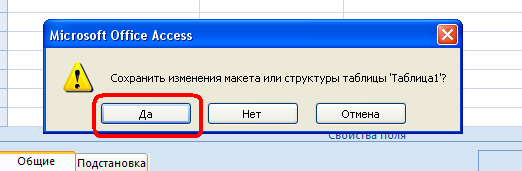 Microsoft Office Access
Сохранить изменения макета или структуры таблицы 'Таблица1'?
Да Нет Отмена
Свойства поля
Общие Подстановка